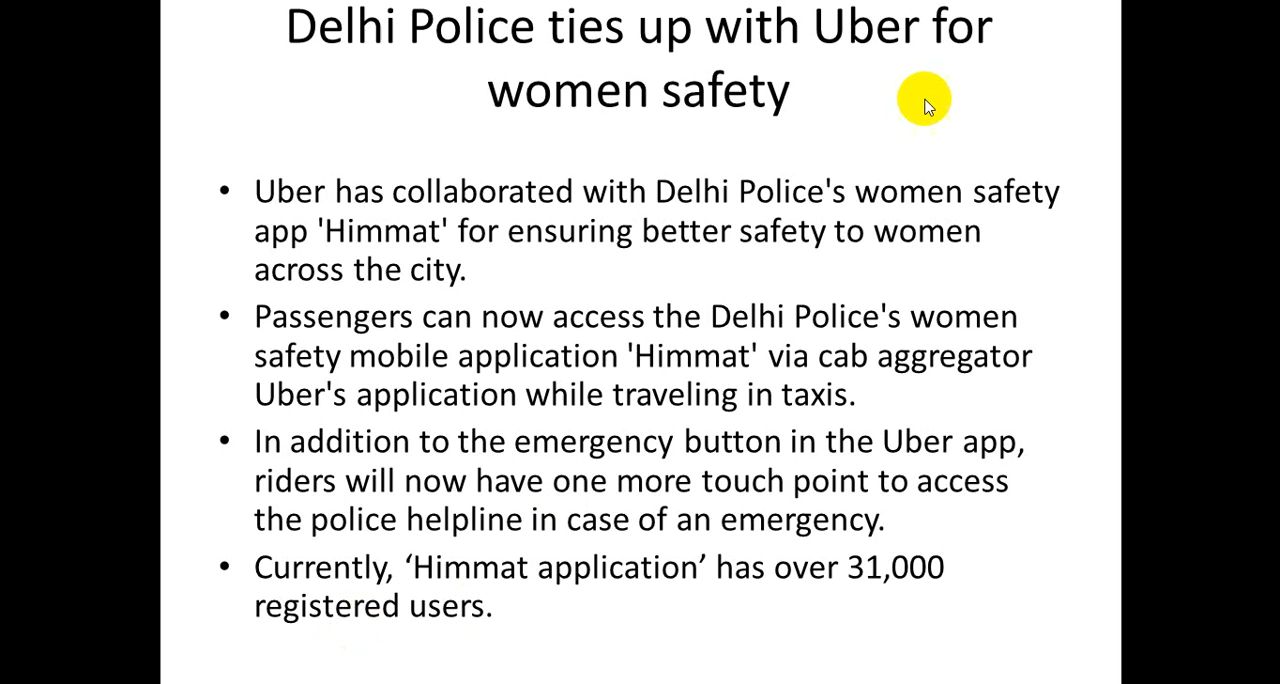 Delhi Police ties up with Uber for
women safety
• Uber has collaborated with Delhi Police's women safety
app 'Himmat' for ensuring better safety to women
across the city.
• Passengers can now access the Delhi Police's women
safety mobile application 'Himmat' via cab aggregator
Uber's application while traveling in taxis.
• In addition to the emergency button in the Uber app,
riders will now have one more touch point to access
the police helpline in case of an emergency.
• Currently, ‘Himmat application’ has over 31,000
registered users.